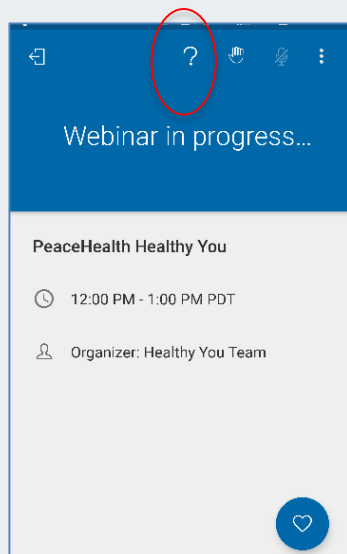 ?
Webinar in progress...
PeaceHealth Healthy You
12:00 PM - 1:00 PM PDT
Organizer: Healthy You Team